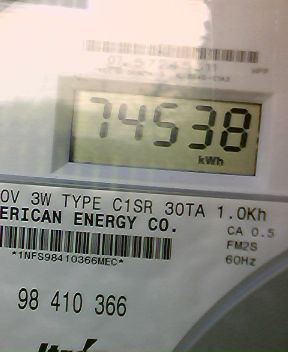 74538
kWh
0V 3W TYPE C1SR 30TA 1.0Kh
ERICAN ENERGY CO.
CA 0.5
FM2S
*1NFS98410366MEC*
60Hz
98 410 366